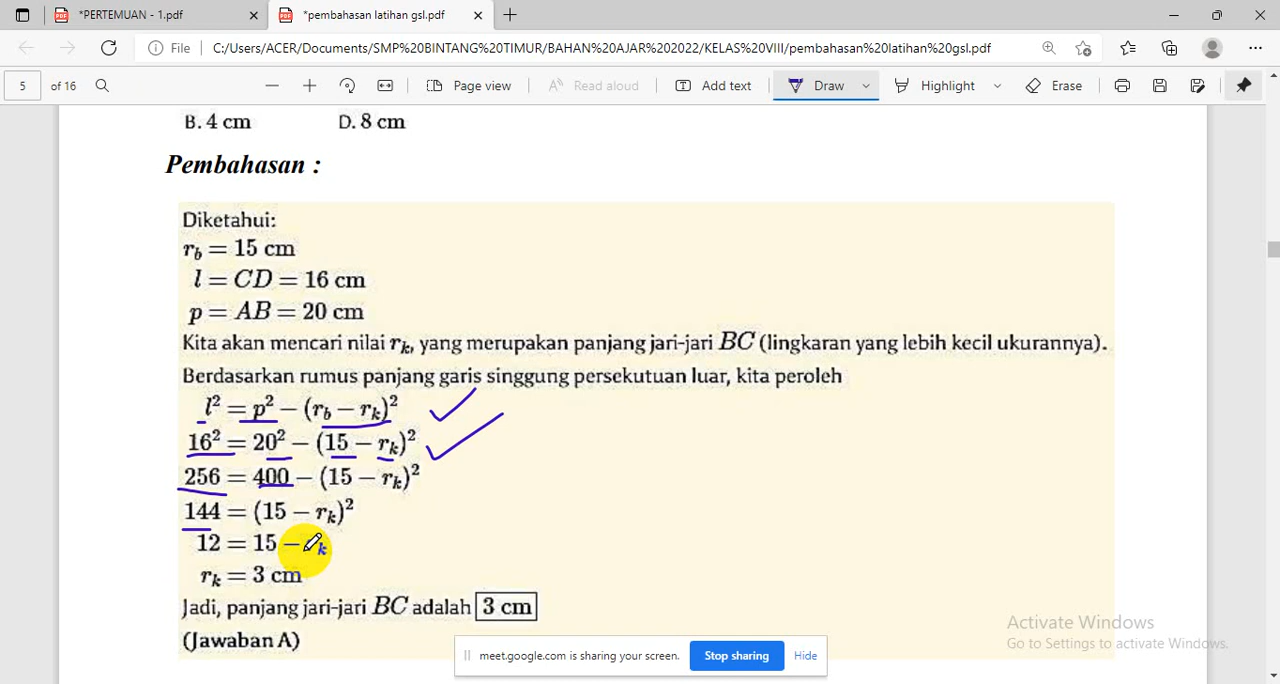 *PERTEMUAN - 1.pdf
*pembahasan latihan gsl.pdf
File C:/Users/ACER/Documents/SMP%20BINTANG%20TIMUR/BAHAN%20AJAR%202022/KELAS%20VIII/pembahasan%20latihan%20gsl.pdf
5 of 16 Page view Read aloud Add text Draw Highlight Erase
B. 4 cm D. 8 cm
Pembahasan :
Diketahui:
r_b = 15 cm
l = CD = 16 cm
p = AB = 20 cm
Kita akan mencari nilai r_k, yang merupakan panjang jari-jari BC (lingkaran yang lebih kecil ukurannya).
Berdasarkan rumus panjang garis singgung persekutuan luar, kita peroleh
l² = p² − (r_b − r_k)²
16² = 20² − (15 − r_k)²
256 = 400 − (15 − r_k)²
144 = (15 − r_k)²
12 = 15 − k
r_k = 3 cm
Jadi, panjang jari-jari BC adalah 3 cm
(Jawaban A)
Activate Windows
Go to Settings to activate Windows.
meet.google.com is sharing your screen. Stop sharing Hide